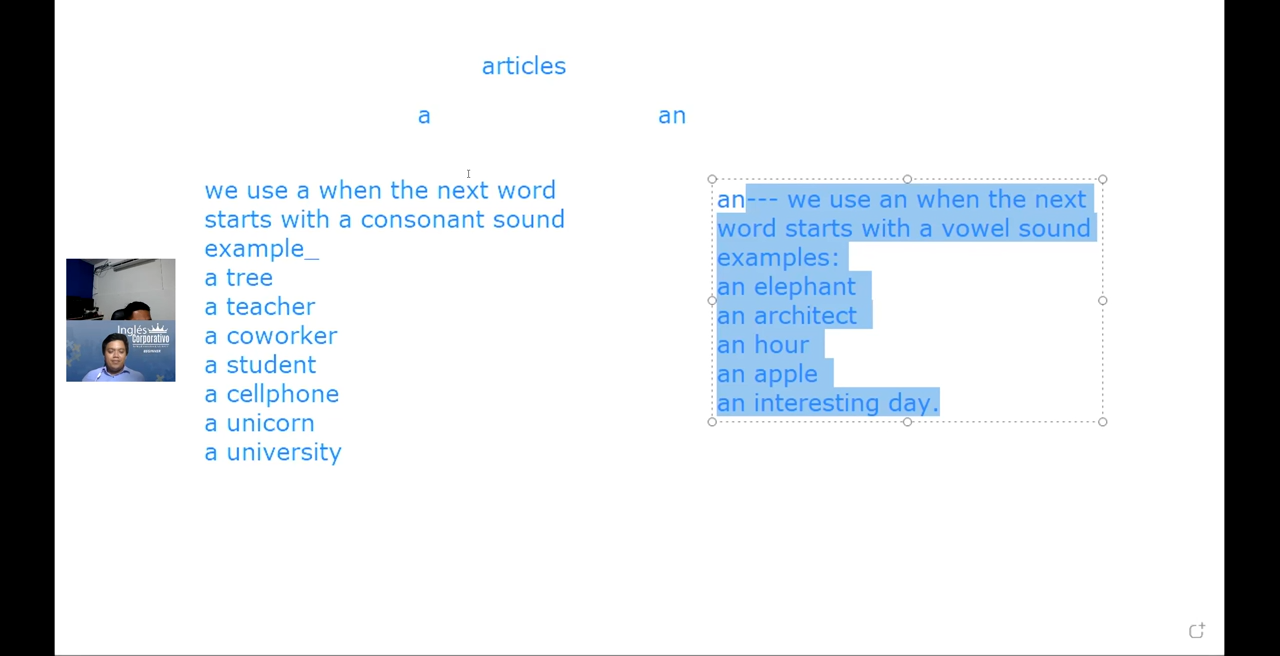 articles
a
an
we use a when the next word
starts with a consonant sound
example_
a tree
a teacher
a coworker
a student
a cellphone
a unicorn
a university
an--- we use an when the next
word starts with a vowel sound
examples:
an elephant
an architect
an hour
an apple
an interesting day.
Inglés
Corporativo